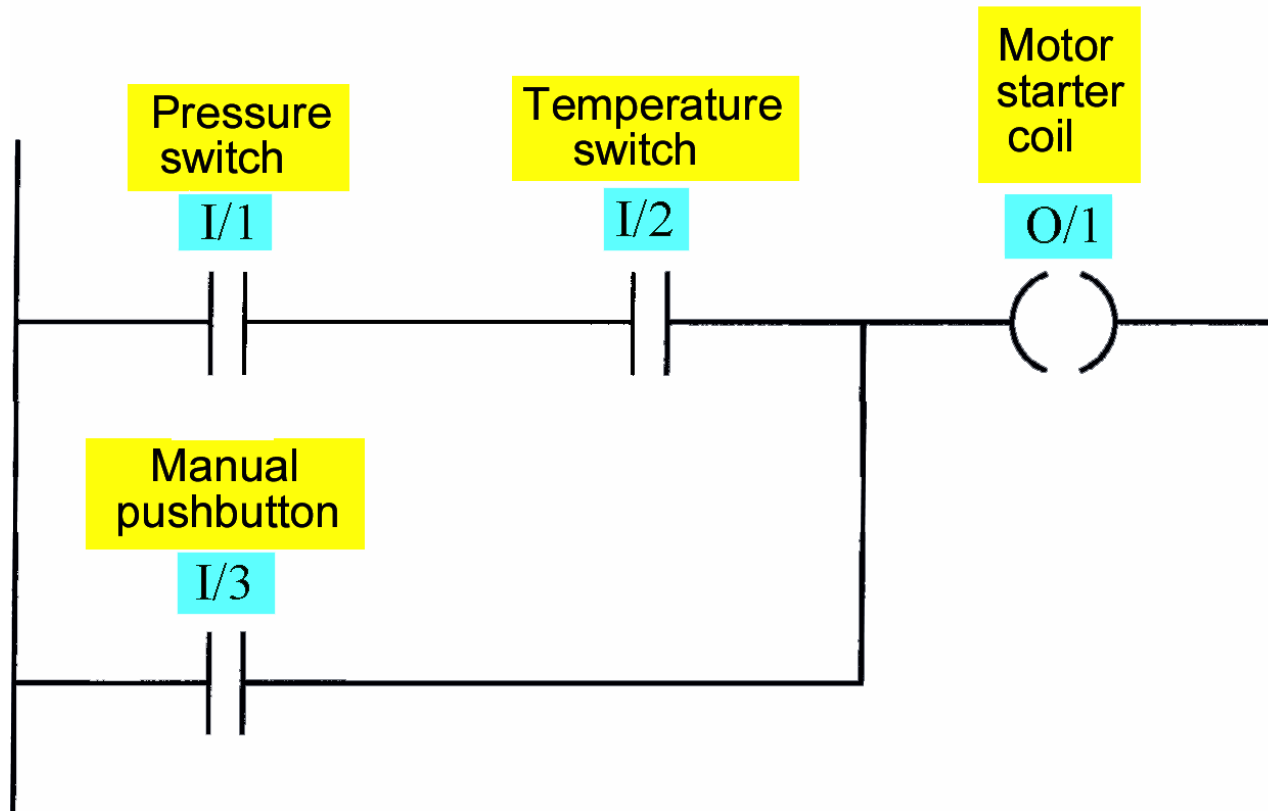 Pressure
switch
I/1
Temperature
switch
I/2
Motor
starter
coil
O/1
Manual
pushbutton
I/3